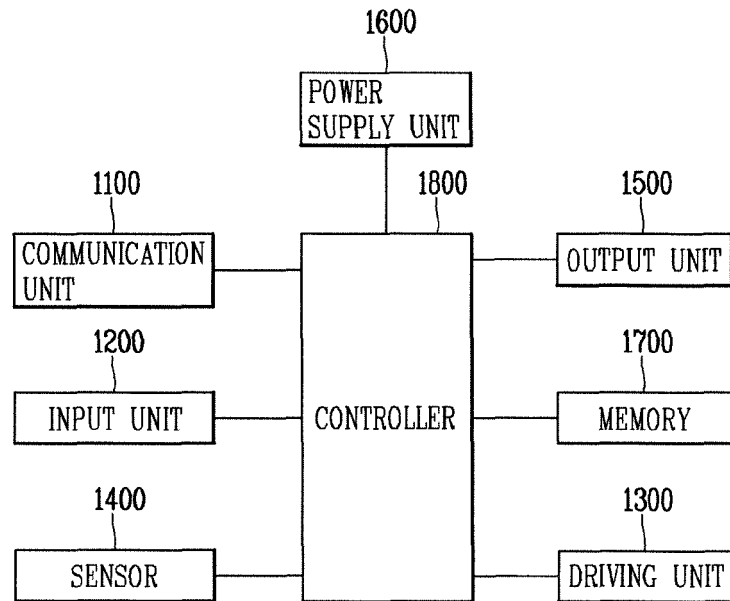 1600
POWER
SUPPLY UNIT
1100
1800
1500
COMMUNICATION
UNIT
OUTPUT UNIT
1200
1700
INPUT UNIT
CONTROLLER
MEMORY
1400
1300
SENSOR
DRIVING UNIT